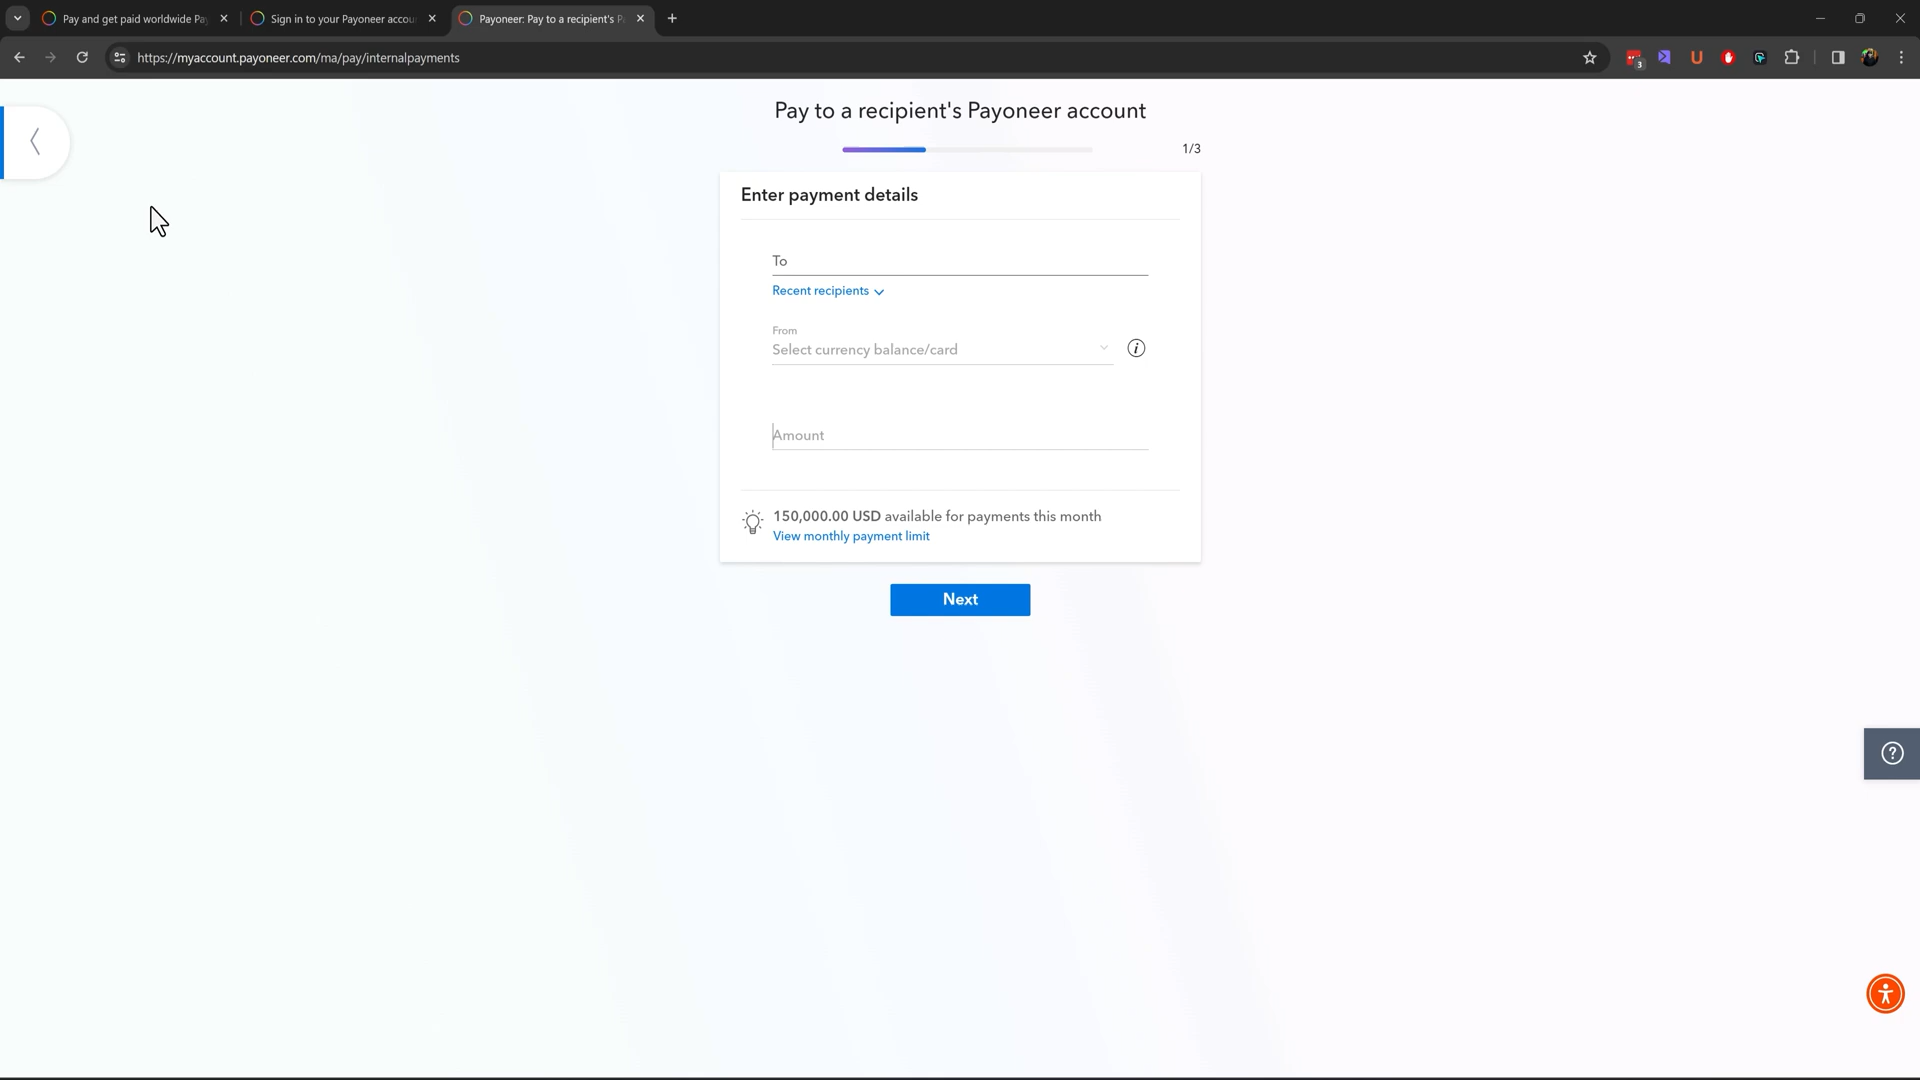 Pay and get paid worldwide Pay
Sign in to your Payoneer accou
Payoneer: Pay to a recipient's P
https://myaccount.payoneer.com/ma/pay/internalpayments
3
Pay to a recipient's Payoneer account
1/3
Enter payment details
To
Recent recipients
From
Select currency balance/card
i
Amount
150,000.00 USD available for payments this month
View monthly payment limit
Next
?